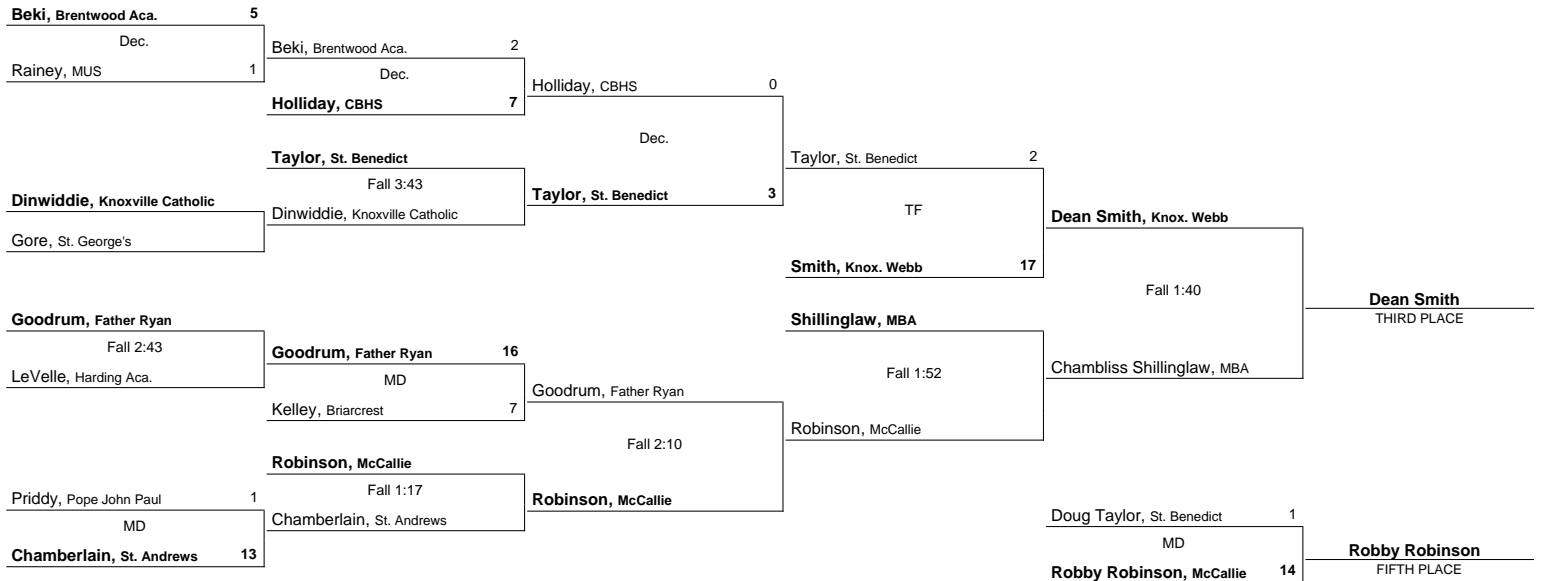 Beki, Brentwood Aca. 5
Dec.
Rainey, MUS 1
Dinwiddie, Knoxville Catholic
Gore, St. George's
Goodrum, Father Ryan
Fall 2:43
LeVelle, Harding Aca.
Priddy, Pope John Paul 1
MD
Chamberlain, St. Andrews 13
Beki, Brentwood Aca. 2
Dec.
Holliday, CBHS 7
Taylor, St. Benedict
Fall 3:43
Dinwiddie, Knoxville Catholic
Goodrum, Father Ryan 16
MD
Kelley, Briarcrest 7
Robinson, McCallie
Fall 1:17
Chamberlain, St. Andrews
Holliday, CBHS 0
Dec.
Taylor, St. Benedict 3
Goodrum, Father Ryan
Fall 2:10
Robinson, McCallie
Taylor, St. Benedict 2
TF
Smith, Knox. Webb 17
Shillinglaw, MBA
Fall 1:52
Robinson, McCallie
Dean Smith, Knox. Webb
Fall 1:40
Chambliss Shillinglaw, MBA
Dean Smith
THIRD PLACE
Doug Taylor, St. Benedict 1
MD
Robby Robinson, McCallie 14
Robby Robinson
FIFTH PLACE